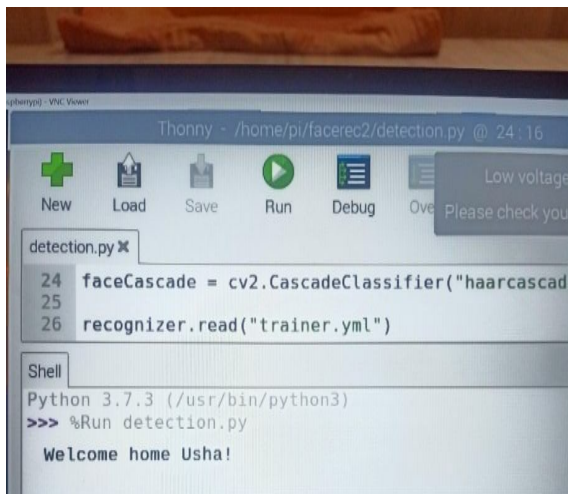 spberrypi) - VNC Viewer
Thonny - /home/pi/facerec2/detection.py @ 24:16
Low voltage
Please check you
New Load Save Run Debug Ove
detection.py ✖
24 faceCascade = cv2.CascadeClassifier("haarcascad
25
26 recognizer.read("trainer.yml")
Shell
Python 3.7.3 (/usr/bin/python3)
>>> %Run detection.py
Welcome home Usha!